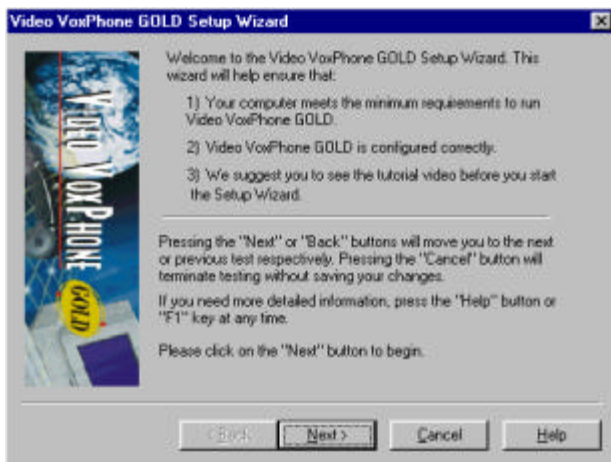 Video VoxPhone GOLD Setup Wizard
VIDEO VOXPHONE
GOLD
Welcome to the Video VoxPhone GOLD Setup Wizard. This
wizard will help ensure that:
1) Your computer meets the minimum requirements to run
Video VoxPhone GOLD.
2) Video VoxPhone GOLD is configured correctly.
3) We suggest you to see the tutorial video before you start
the Setup Wizard.
Pressing the "Next" or "Back" buttons will move you to the next
or previous test respectively. Pressing the "Cancel" button will
terminate testing without saving your changes.
If you need more detailed information, press the "Help" button or
"F1" key at any time.
Please click on the "Next" button to begin.
< Back
Next >
Cancel
Help